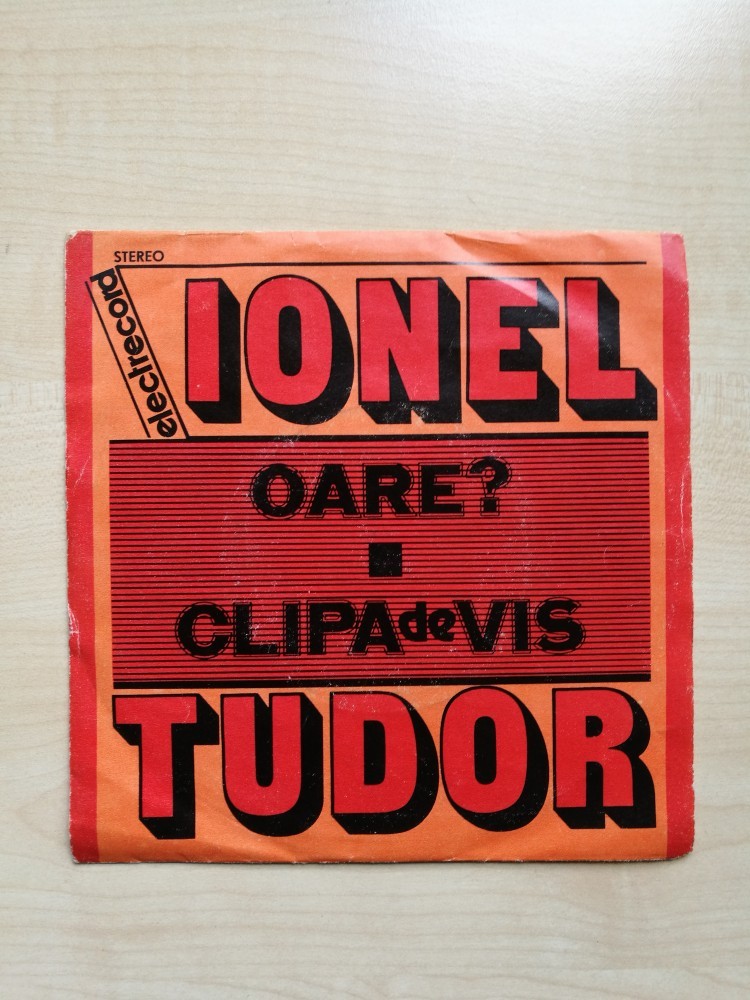 STEREO
electrecord
IONEL
OARE?
CLIPA de VIS
TUDOR